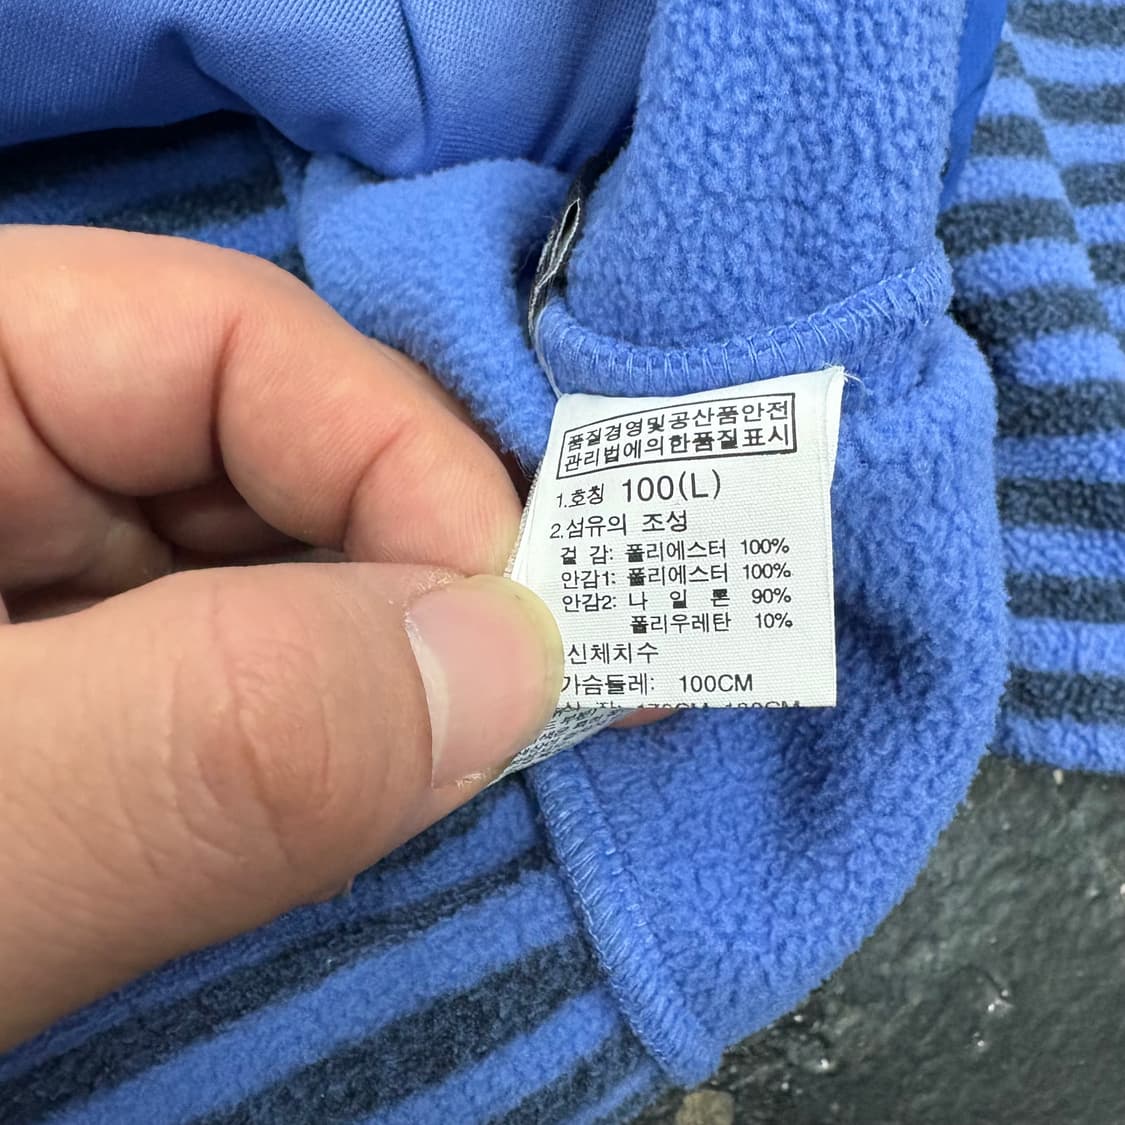 품질경영및공산품안전
관리법에의한품질표시
1.호칭 100(L)
2.섬유의 조성
겉 감: 폴리에스터 100%
안감1: 폴리에스터 100%
안감2: 나 일 론 90%
폴리우레탄 10%
신체치수
가슴둘레: 100CM